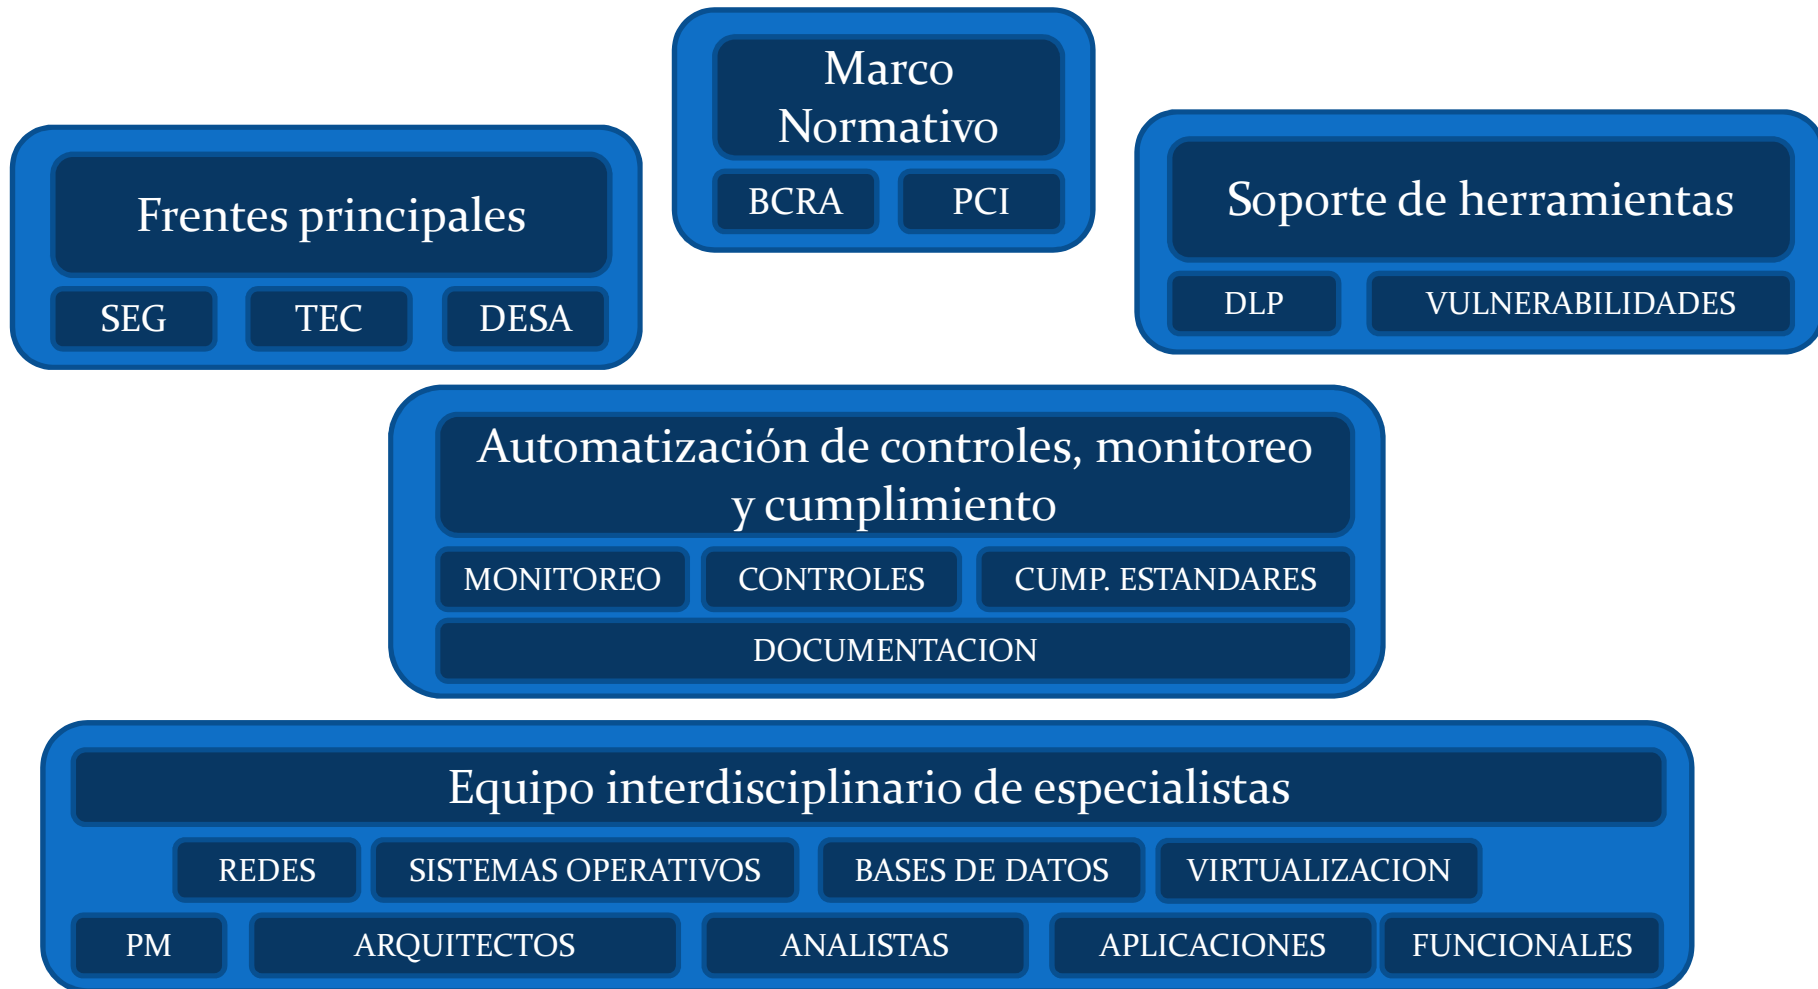 Marco
Normativo
BCRA
PCI
Frentes principales
SEG
TEC
DESA
Soporte de herramientas
DLP
VULNERABILIDADES
Automatización de controles, monitoreo
y cumplimiento
MONITOREO
CONTROLES
CUMP. ESTANDARES
DOCUMENTACION
Equipo interdisciplinario de especialistas
REDES
SISTEMAS OPERATIVOS
BASES DE DATOS
VIRTUALIZACION
PM
ARQUITECTOS
ANALISTAS
APLICACIONES
FUNCIONALES